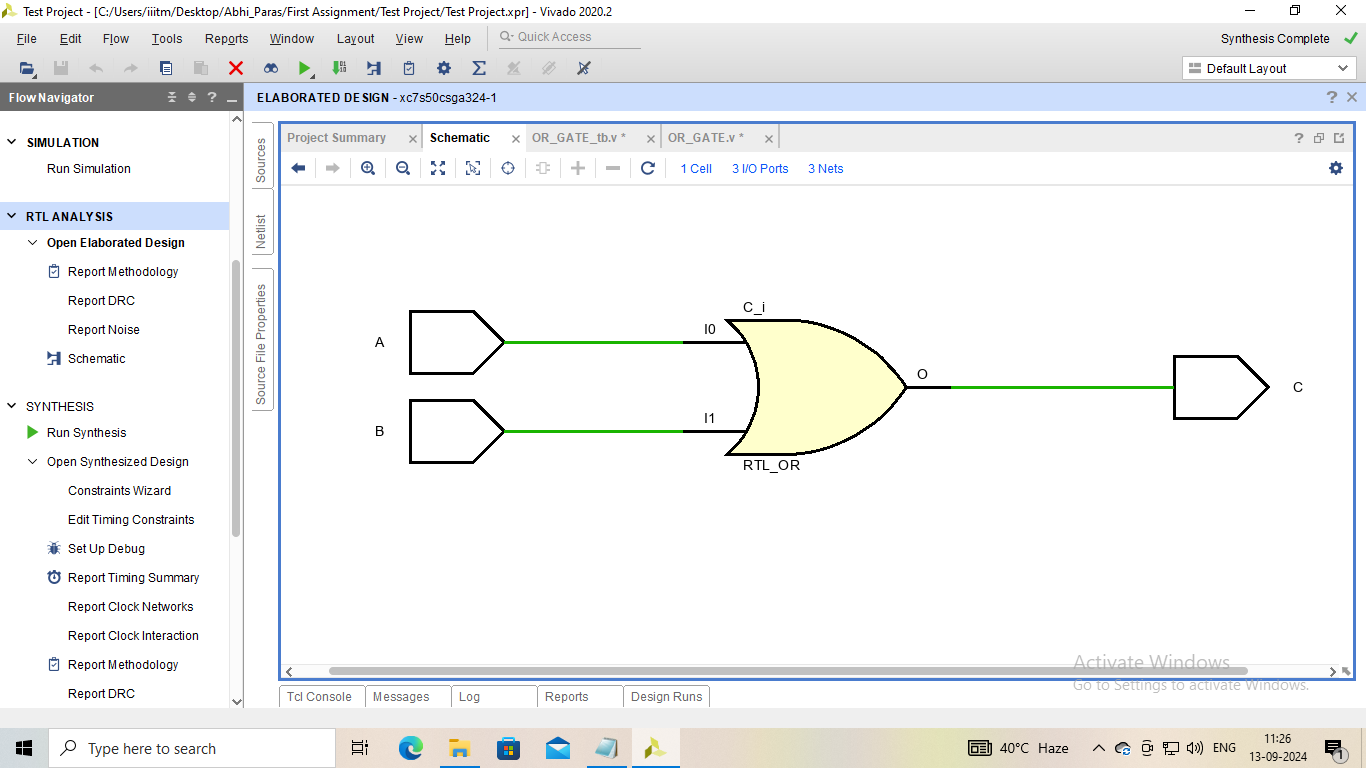 Test Project - [C:/Users/iiitm/Desktop/Abhi_Paras/First Assignment/Test Project/Test Project.xpr] - Vivado 2020.2
File Edit Flow Tools Reports Window Layout View Help Quick Access Synthesis Complete
Default Layout
Flow Navigator
SIMULATION
Run Simulation
RTL ANALYSIS
Open Elaborated Design
Report Methodology
Report DRC
Report Noise
Schematic
SYNTHESIS
Run Synthesis
Open Synthesized Design
Constraints Wizard
Edit Timing Constraints
Set Up Debug
Report Timing Summary
Report Clock Networks
Report Clock Interaction
Report Methodology
Report DRC
ELABORATED DESIGN - xc7s50csga324-1
Sources
Netlist
Source File Properties
Project Summary Schematic OR_GATE_tb.v * OR_GATE.v *
1 Cell 3 I/O Ports 3 Nets
C_i
A I0
O
C
B I1
RTL_OR
Activate Windows
Go to Settings to activate Windows.
Tcl Console Messages Log Reports Design Runs
Type here to search
40°C Haze ENG
11:26
13-09-2024
1